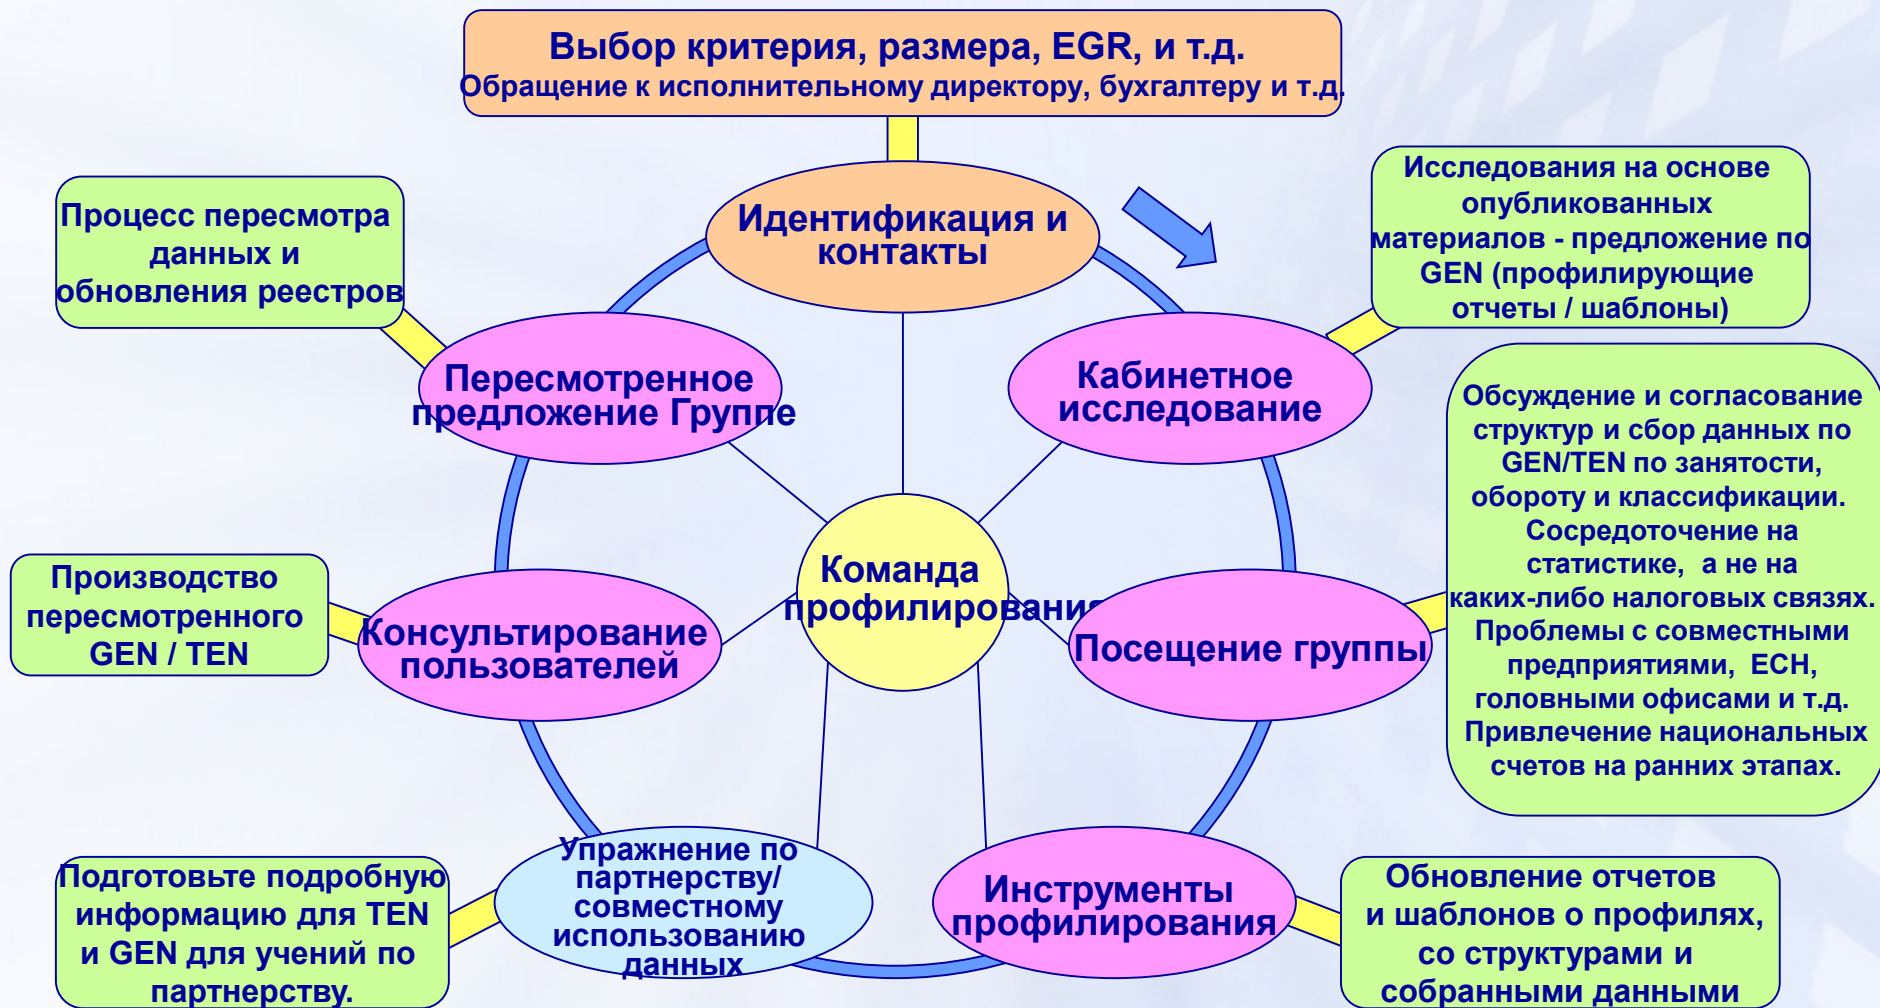 Выбор критерия, размера, EGR, и т.д.
Обращение к исполнительному директору, бухгалтеру и т.д.
Идентификация и
контакты
Исследования на основе
опубликованных
материалов - предложение по
GEN (профилирующие
отчеты / шаблоны)
Кабинетное
исследование
Обсуждение и согласование
структур и сбор данных по
GEN/TEN по занятости,
обороту и классификации.
Сосредоточение на
статистике, а не на
каких-либо налоговых связях.
Проблемы с совместными
предприятиями, ЕСН,
головными офисами и т.д.
Привлечение национальных
счетов на ранних этапах.
Посещение группы
Обновление отчетов
и шаблонов о профилях,
со структурами и
собранными данными
Инструменты
профилирования
Упражнение по
партнерству/
совместному
использованию
данных
Подготовьте подробную
информацию для TEN
и GEN для учений по
партнерству.
Консультирование
пользователей
Производство
пересмотренного
GEN / TEN
Пересмотренное
предложение Группе
Процесс пересмотра
данных и
обновления реестров
Команда
профилирования